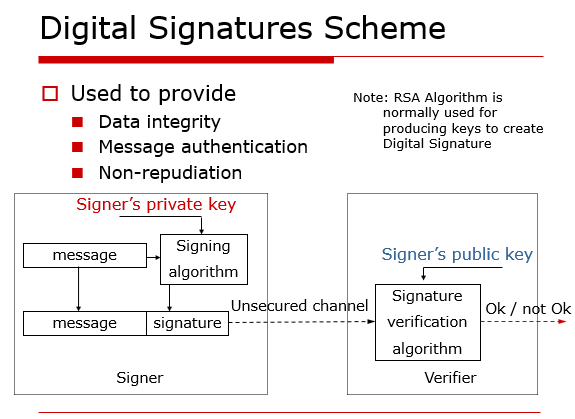 Digital Signatures Scheme
Used to provide
Data integrity
Message authentication
Non-repudiation
Note: RSA Algorithm is
normally used for
producing keys to create
Digital Signature
Signer's private key
message
Signing
algorithm
message
signature
Signer
Unsecured channel
Signer's public key
Signature
verification
algorithm
Ok / not Ok
Verifier